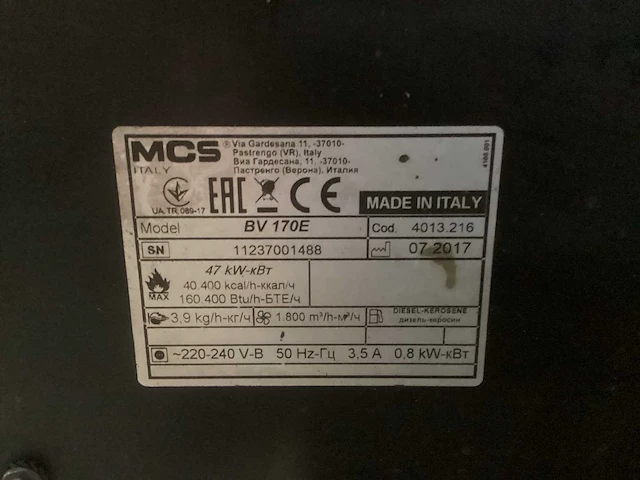 MCS ® Via Gardesana 11, -37010-
Pastrengo (VR), Italy
ITALY
Виа Гардесана, 11, -37010-
Пастренго (Верона), Италия
4160.001
UA.TR.089-17
EAC
CE
MADE IN ITALY
Model BV 170E Cod. 4013.216
SN 11237001488 07 2017
MAX
47 kW-кВт
40.400 kcal/h-ккал/ч
160.400 Btu/h-БТЕ/ч
3,9 kg/h-кг/ч 1.800 m³/h-м³/ч DIESEL-KEROSENE
дизель-керосин
~220-240 V-В 50 Hz-Гц 3,5 A 0,8 kW-кВт